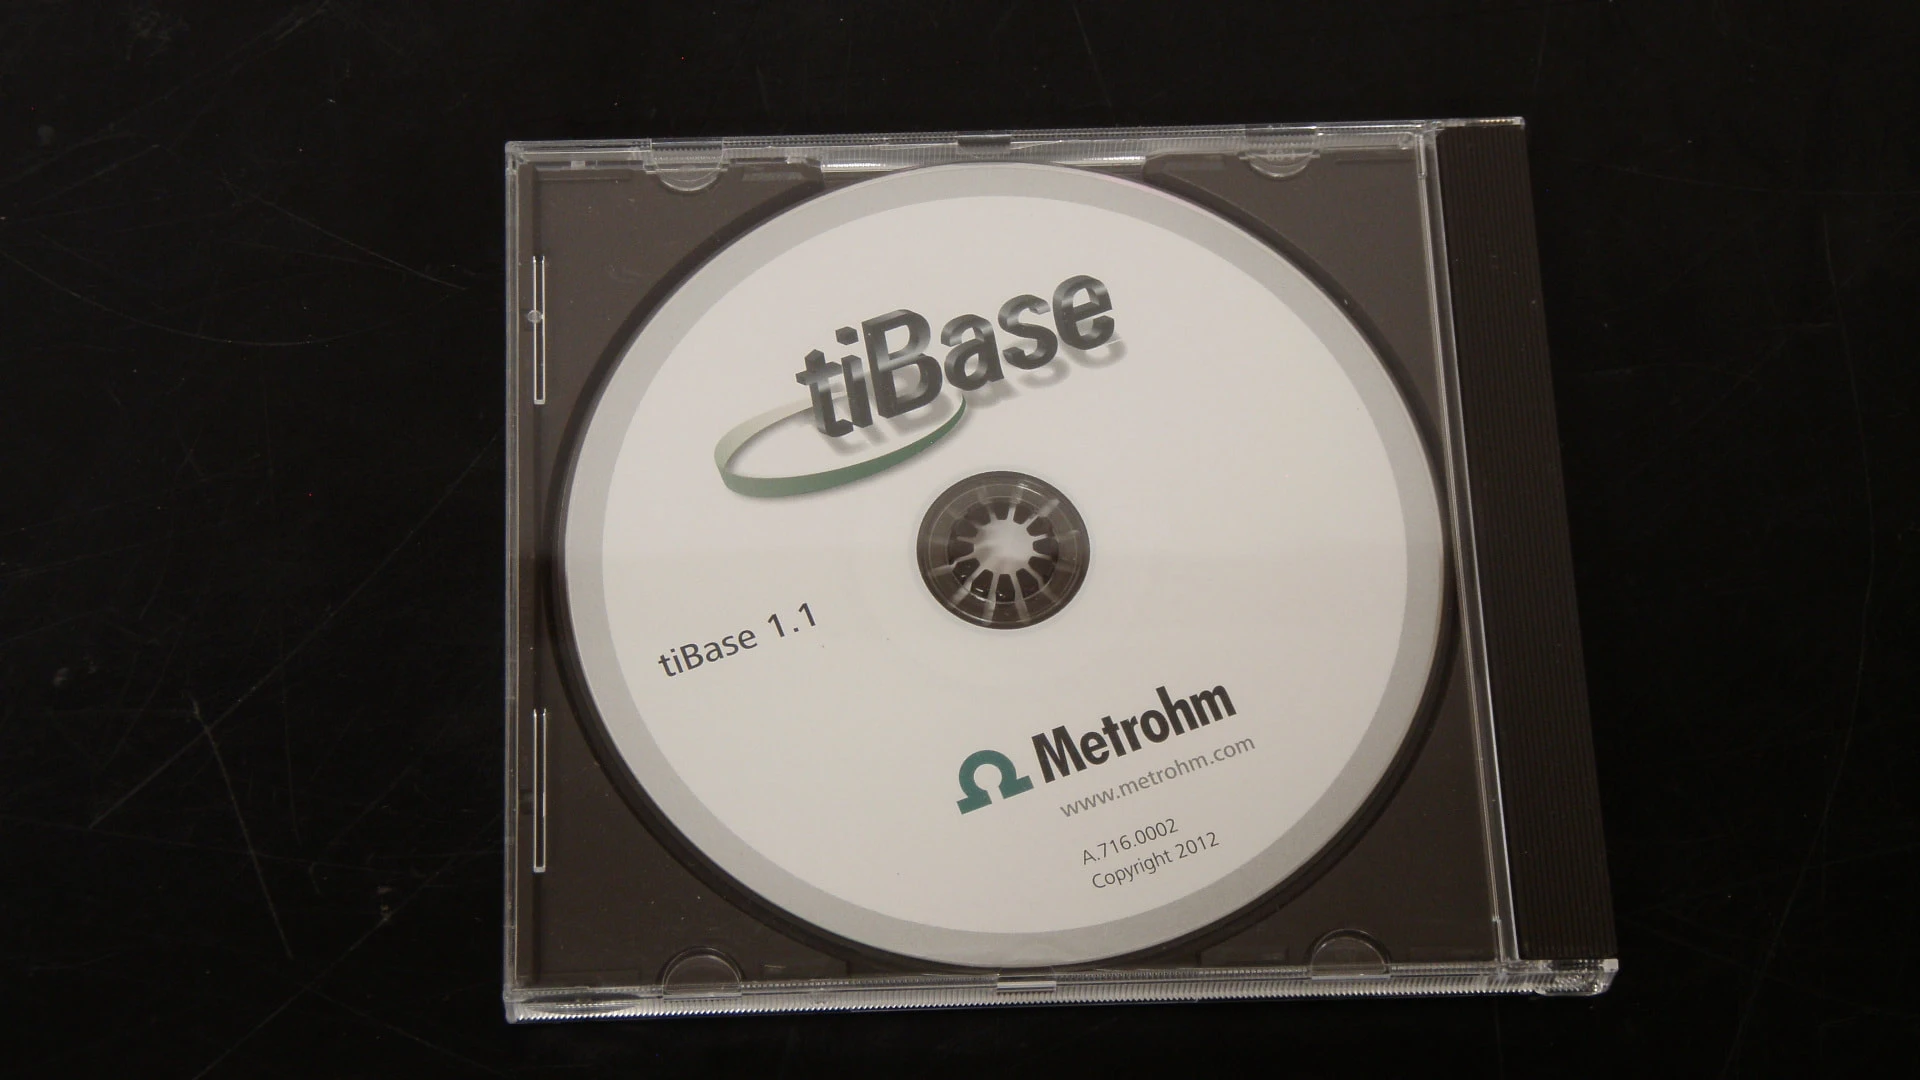 tiBase
tiBase 1.1
Metrohm
www.metrohm.com
A.716.0002
Copyright 2012